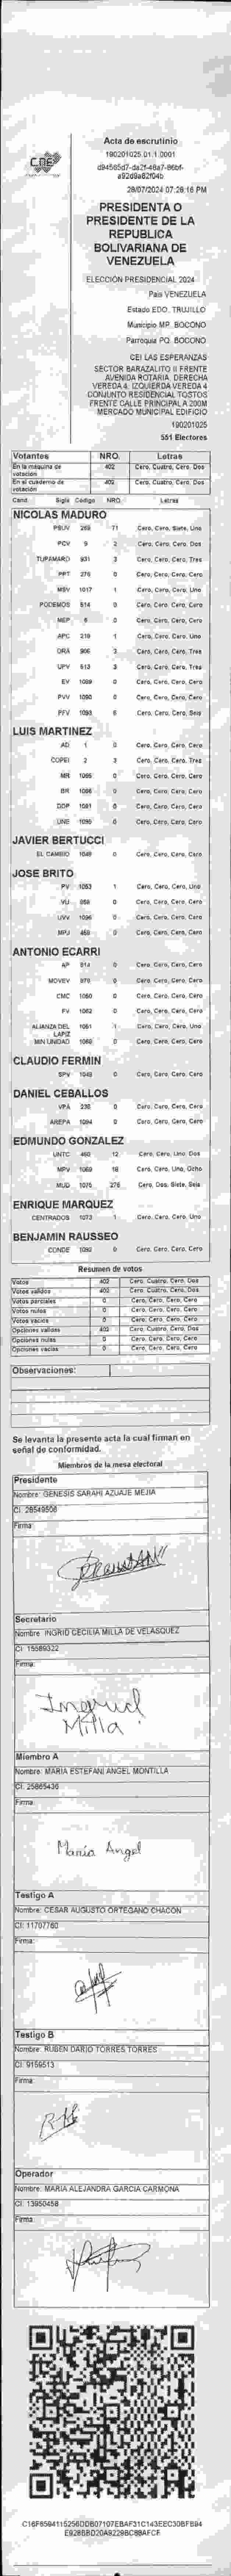 CNE
Acta de escrutinio
190201025.01.1.0001
28/07/2024 07:26:16 PM
PRESIDENTA O
PRESIDENTE DE LA
REPUBLICA
BOLIVARIANA DE
VENEZUELA
ELECCIÓN PRESIDENCIAL 2024
Pais VENEZUELA
Estado EDO. TRUJILLO
Municipio MP. BOCONO
Parroquia PQ. BOCONO
CEI LAS ESPERANZAS
SECTOR BARAZALITO II FRENTE
AVENIDA ROTARIA. DERECHA
VEREDA 4. IZQUIERDA VEREDA 4
CONJUNTO RESIDENCIAL TOSTOS
FRENTE CALLE PRINCIPAL A 200M
MERCADO MUNICIPAL EDIFICIO
190201025
551 Electores
Votantes NRO. Letras
En la máquina de votación 402 Cero, Cuatro, Cero, Dos
En el cuaderno de votación 402 Cero, Cuatro, Cero, Dos
Cand Sigla Código NRO. Letras
NICOLAS MADURO
PSUV 268 71 Cero, Cero, Siete, Uno
PCV 9 2 Cero, Cero, Cero, Dos
TUPAMARO 931 3 Cero, Cero, Cero, Tres
PPT 276 0 Cero, Cero, Cero, Cero
MSV 1017 1 Cero, Cero, Cero, Uno
PODEMOS 514 0 Cero, Cero, Cero, Cero
MEP 6 0 Cero, Cero, Cero, Cero
APC 219 1 Cero, Cero, Cero, Uno
ORA 906 3 Cero, Cero, Cero, Tres
UPV 613 3 Cero, Cero, Cero, Tres
EV 1089 0 Cero, Cero, Cero, Cero
PVV 1090 0 Cero, Cero, Cero, Cero
PFV 1093 6 Cero, Cero, Cero, Seis
LUIS MARTINEZ
AD 1 0 Cero, Cero, Cero, Cero
COPEI 2 3 Cero, Cero, Cero, Tres
MR 1065 0 Cero, Cero, Cero, Cero
BR 1066 0 Cero, Cero, Cero, Cero
DDP 1091 0 Cero, Cero, Cero, Cero
UNE 1095 0 Cero, Cero, Cero, Cero
JAVIER BERTUCCI
EL CAMBIO 1048 0 Cero, Cero, Cero, Cero
JOSE BRITO
PV 1053 1 Cero, Cero, Cero, Uno
VU 958 0 Cero, Cero, Cero, Cero
UVV 1096 0 Cero, Cero, Cero, Cero
MPJ 459 0 Cero, Cero, Cero, Cero
ANTONIO ECARRI
AP 914 0 Cero, Cero, Cero, Cero
MOVEV 970 0 Cero, Cero, Cero, Cero
CMC 1060 0 Cero, Cero, Cero, Cero
FV 1062 0 Cero, Cero, Cero, Cero
ALIANZA DEL LAPIZ 1051 1 Cero, Cero, Cero, Uno
MIN UNIDAD 1069 0 Cero, Cero, Cero, Cero
CLAUDIO FERMIN
SPV 1049 0 Cero, Cero, Cero, Cero
DANIEL CEBALLOS
VPA 236 0 Cero, Cero, Cero, Cero
AREPA 1094 0 Cero, Cero, Cero, Cero
EDMUNDO GONZALEZ
UNTC 460 12 Cero, Cero, Uno, Dos
MPV 1069 18 Cero, Cero, Uno, Ocho
MUD 1075 276 Cero, Dos, Siete, Seis
ENRIQUE MARQUEZ
CENTRADOS 1073 1 Cero, Cero, Cero, Uno
BENJAMIN RAUSSEO
CONDE 1092 0 Cero, Cero, Cero, Cero
Resumen de votos
Votos 402 Cero, Cuatro, Cero, Dos
Votos válidos 402 Cero, Cuatro, Cero, Dos
Votos parciales 0 Cero, Cero, Cero, Cero
Votos nulos 0 Cero, Cero, Cero, Cero
Votos vacíos 0 Cero, Cero, Cero, Cero
Opciones válidas 402 Cero, Cuatro, Cero, Dos
Opciones nulas 0 Cero, Cero, Cero, Cero
Opciones vacías 0 Cero, Cero, Cero, Cero
Observaciones:
Se levanta la presente acta la cual firman en
señal de conformidad.
Miembros de la mesa electoral
Presidente
Nombre: GENESIS SARAHI AZUAJE MEJIA
CI: 26549508
Firma:
Secretario
Nombre: INGRID CECILIA MILLA DE VELASQUEZ
CI: 15589322
Firma:
Ingrid
Milla
Miembro A
Nombre: MARIA ESTEFANI ANGEL MONTILLA
CI: 25865436
Firma:
María Angel
Testigo A
Nombre: CESAR AUGUSTO ORTEGANO CHACON
CI: 11707760
Firma:
Testigo B
Nombre: RUBEN DARIO TORRES TORRES
CI: 9159513
Firma:
Operador
Nombre: MARIA ALEJANDRA GARCIA CARMONA
CI: 13950458
Firma: